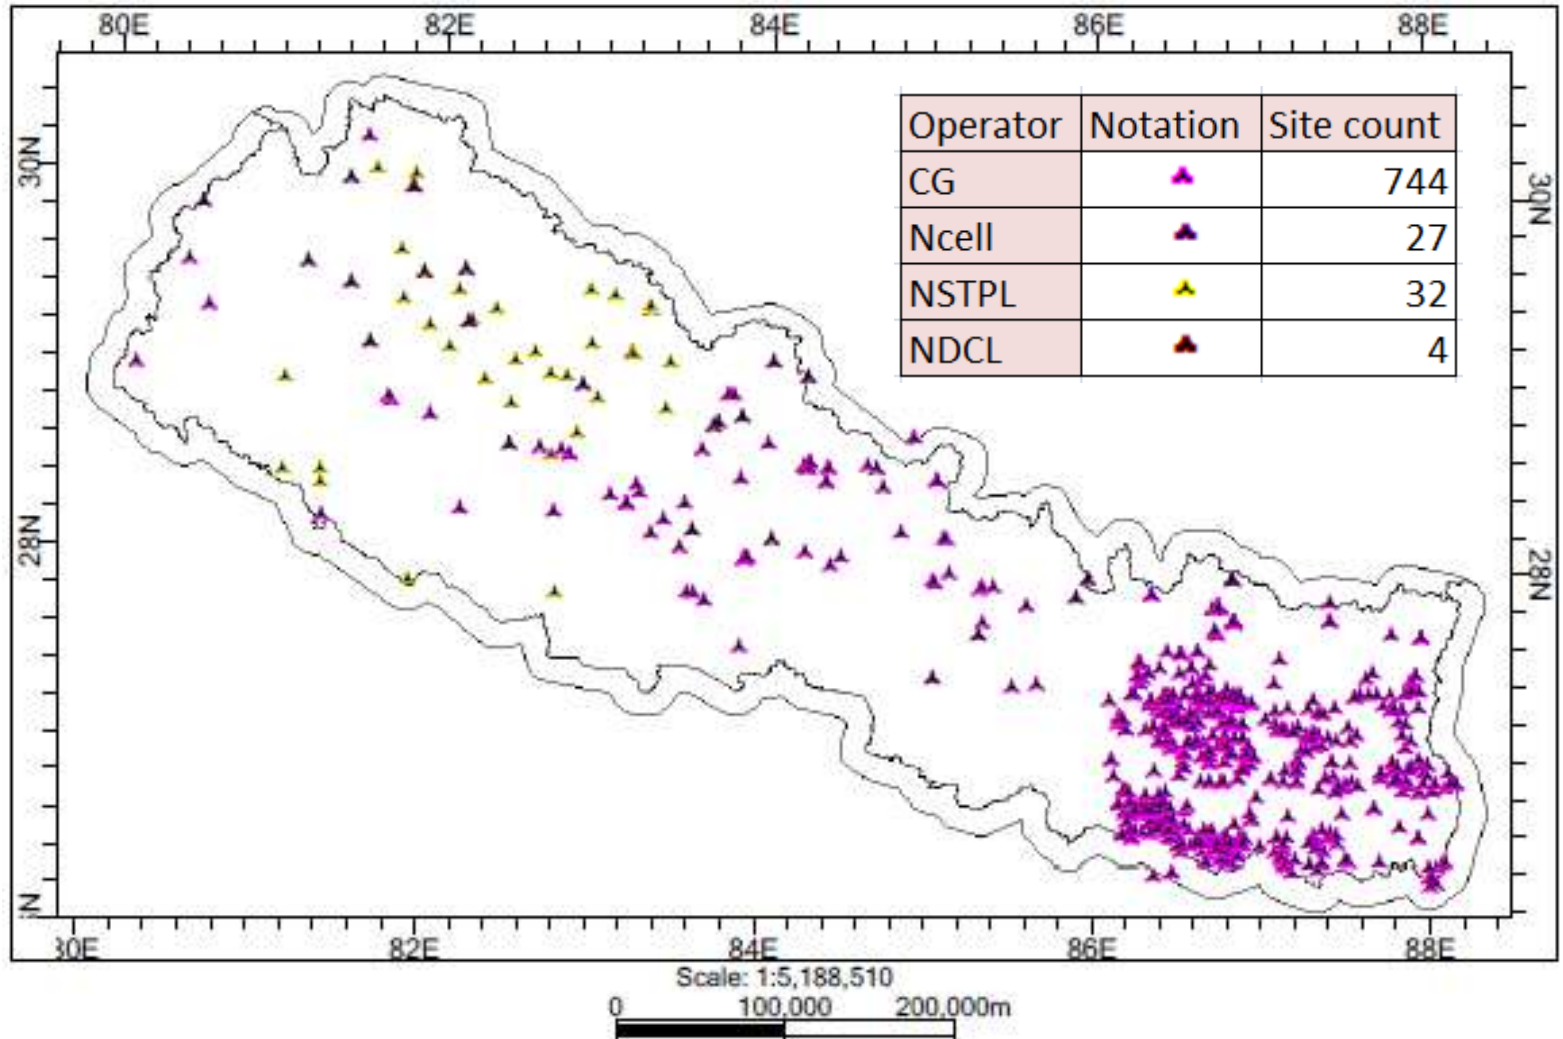 80E 82E 84E 86E 88E
Operator Notation Site count
CG 744
Ncell 27
NSTPL 32
NDCL 4
30N 30N
28N 28N
N
30E 82E 84E 86E 88E
Scale: 1:5,188,510
0 100,000 200,000m